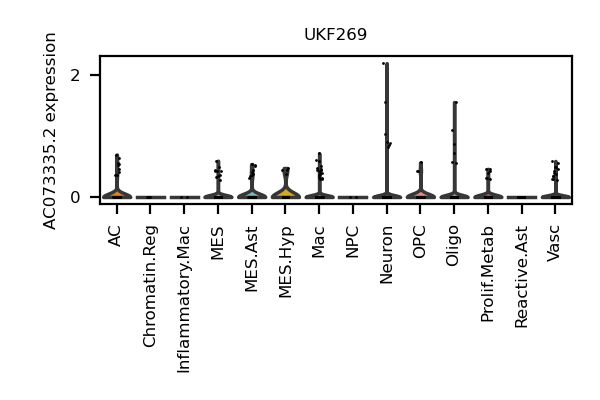 UKF269
AC073335.2 expression
2
0
AC
Chromatin.Reg
Inflammatory.Mac
MES
MES.Ast
MES.Hyp
Mac
NPC
Neuron
OPC
Oligo
Prolif.Metab
Reactive.Ast
Vasc